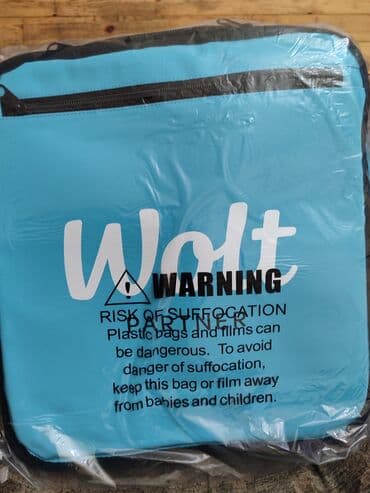 Wolt
WARNING
RISK OF SUFFOCATION
PARTNER
Plastic bags and films can
be dangerous. To avoid
danger of suffocation,
keep this bag or film away
from babies and children.